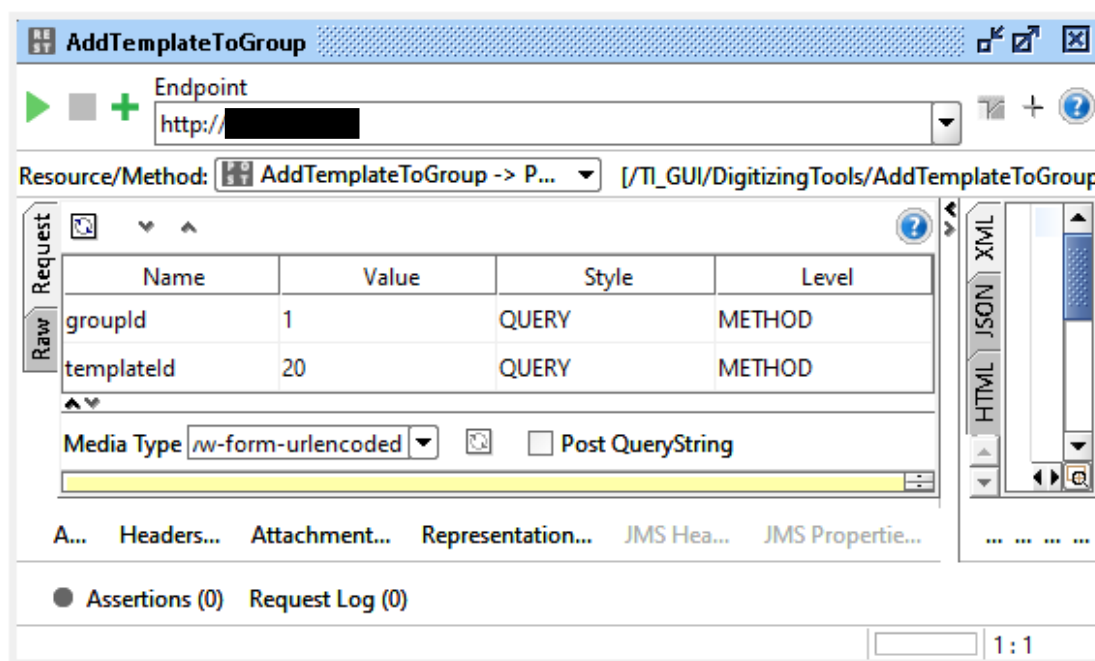 REST AddTemplateToGroup
Endpoint
http://
Resource/Method: POST AddTemplateToGroup -> P... [/TI_GUI/DigitizingTools/AddTemplateToGroup
Request
Raw
Name Value Style Level
groupId 1 QUERY METHOD
templateId 20 QUERY METHOD
Media Type /w-form-urlencoded Post QueryString
XML
JSON
HTML
A... Headers... Attachment... Representation... JMS Hea... JMS Propertie... ... ... ... ...
Assertions (0) Request Log (0)
1 : 1